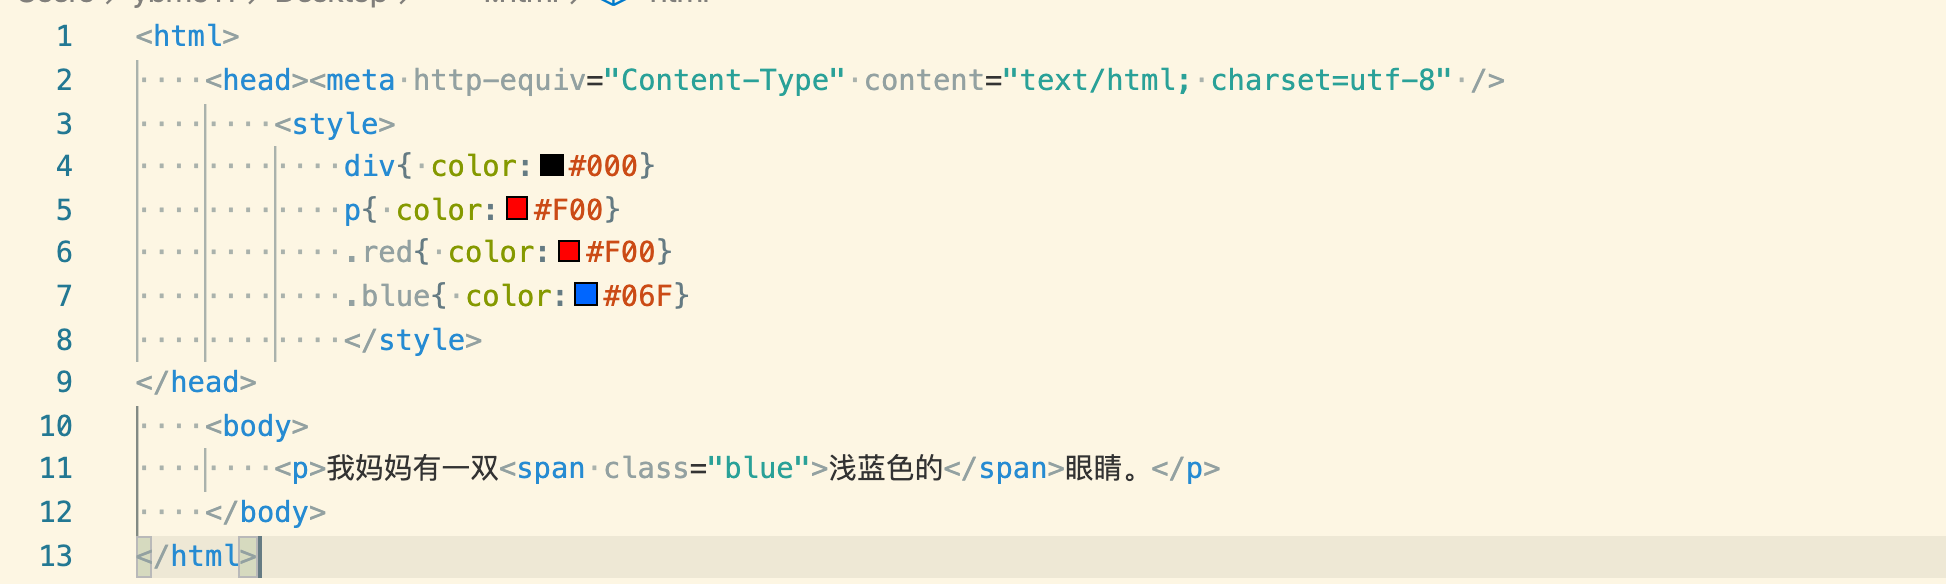 1 <html>
2 <head><meta http-equiv="Content-Type" content="text/html; charset=utf-8" />
3 <style>
4 div{ color:#000}
5 p{ color:#F00}
6 .red{ color:#F00}
7 .blue{ color:#06F}
8 </style>
9 </head>
10 <body>
11 <p>我妈妈有一双<span class="blue">浅蓝色的</span>眼睛。</p>
12 </body>
13 </html>